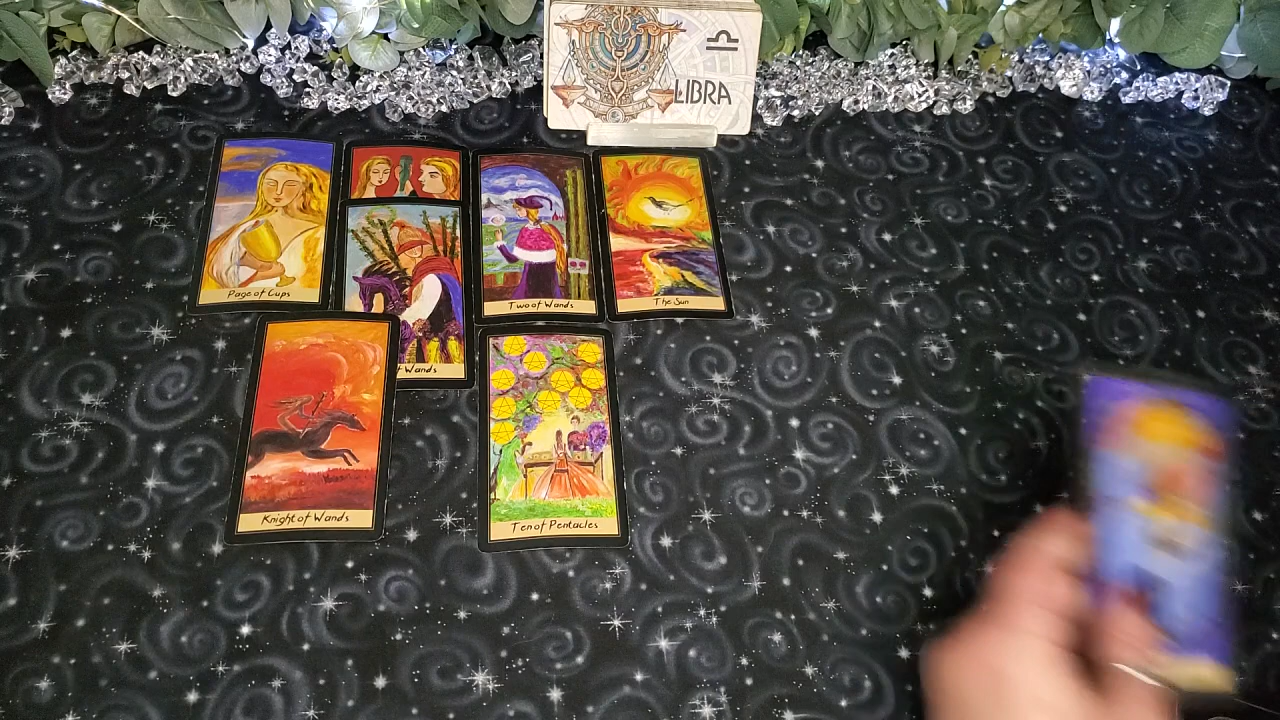 LIBRA
Page of Cups
Two of Wands
The Sun
t Wands
Knight of Wands
Ten of Pentacles